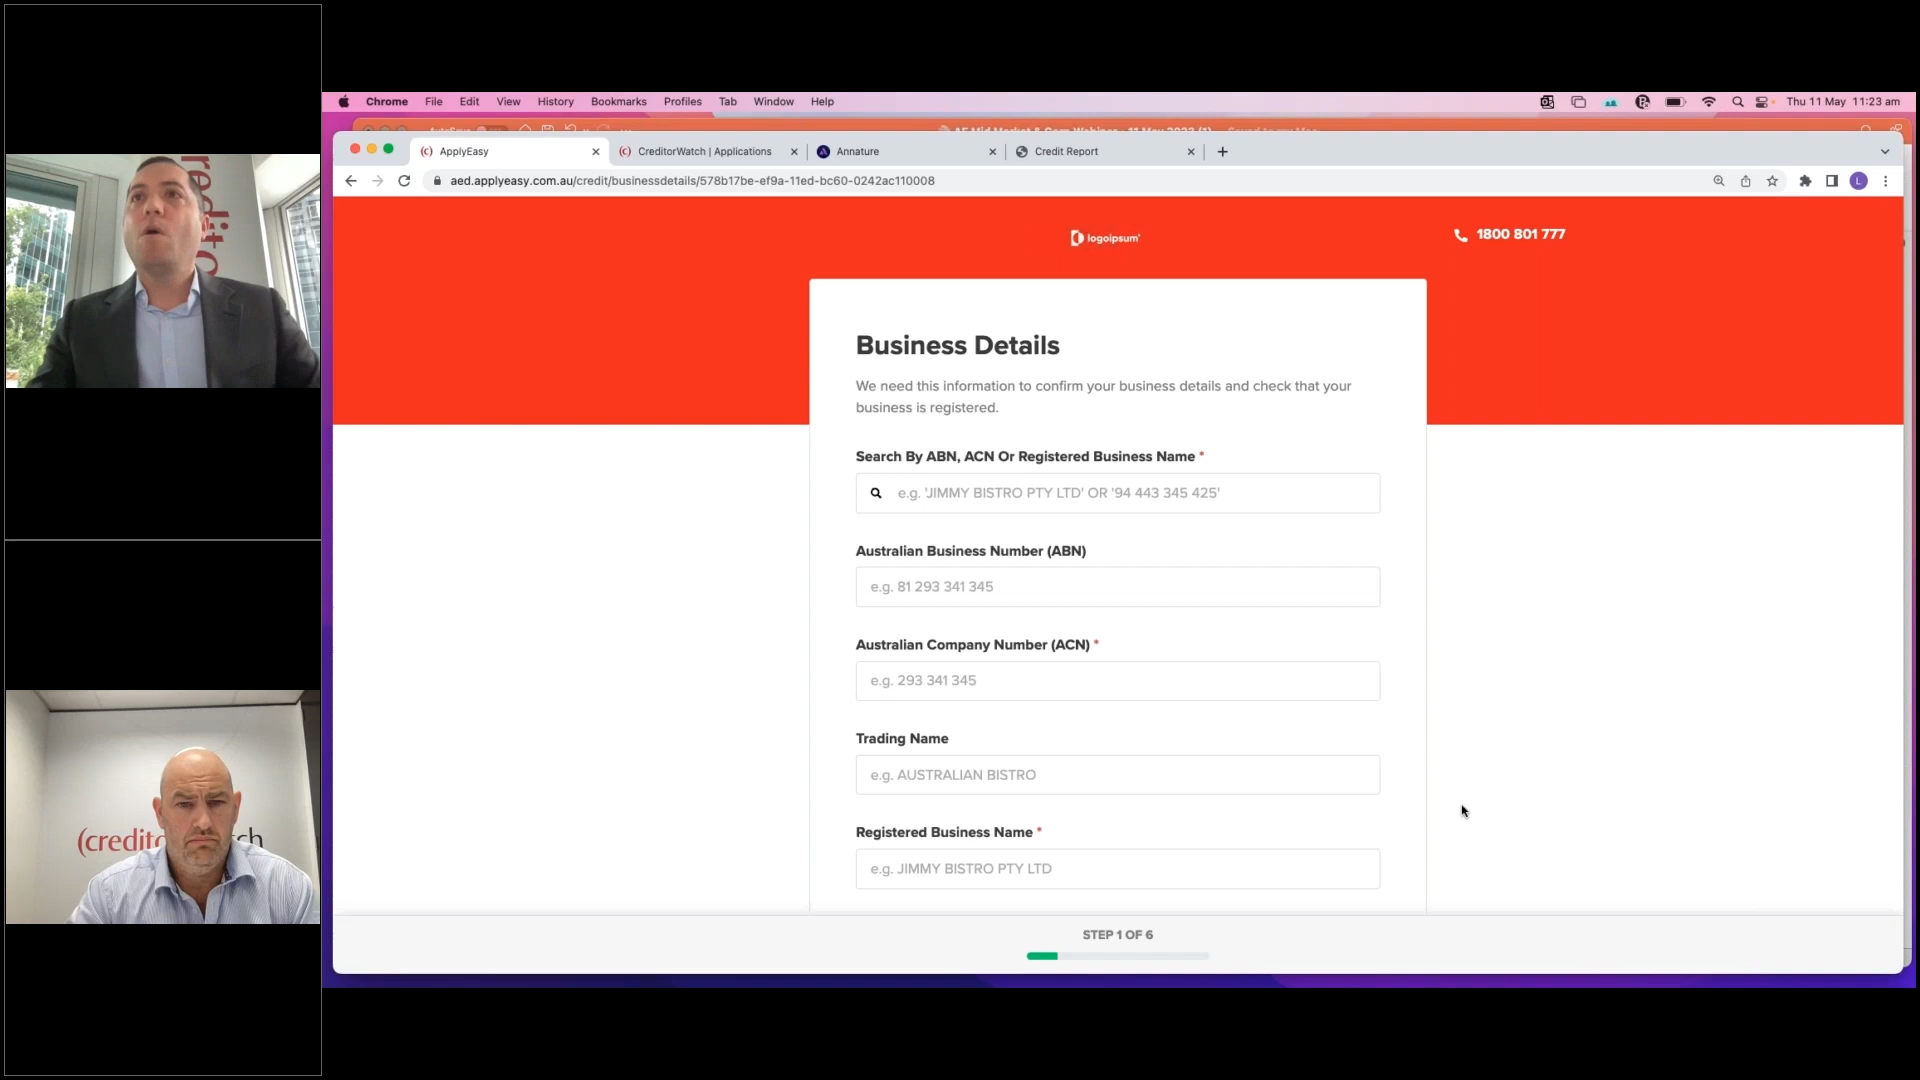 Chrome File Edit View History Bookmarks Profiles Tab Window Help
Thu 11 May 11:23 am
ApplyEasy
CreditorWatch | Applications
Annature
Credit Report
aed.applyeasy.com.au/credit/businessdetails/578b17be-ef9a-11ed-bc60-0242ac110008
L
logoipsum
1800 801 777
Business Details
We need this information to confirm your business details and check that your
business is registered.
Search By ABN, ACN Or Registered Business Name *
e.g. 'JIMMY BISTRO PTY LTD' OR '94 443 345 425'
Australian Business Number (ABN)
e.g. 81 293 341 345
Australian Company Number (ACN) *
e.g. 293 341 345
Trading Name
e.g. AUSTRALIAN BISTRO
Registered Business Name *
e.g. JIMMY BISTRO PTY LTD
STEP 1 OF 6
redito
(credito
ch